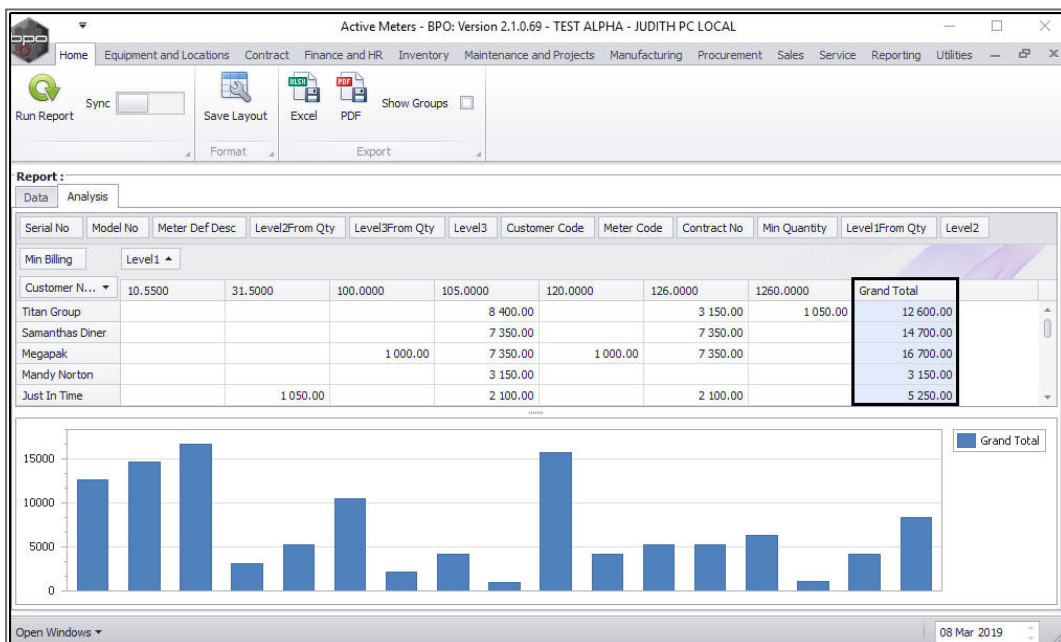 Active Meters - BPO: Version 2.1.0.69 - TEST ALPHA - JUDITH PC LOCAL
bpo
Home Equipment and Locations Contract Finance and HR Inventory Maintenance and Projects Manufacturing Procurement Sales Service Reporting Utilities
Run Report Sync Save Layout XLSX Excel PDF PDF Show Groups
Format Export
Report :
Data Analysis
Serial No Model No Meter Def Desc Level2From Qty Level3From Qty Level3 Customer Code Meter Code Contract No Min Quantity Level1From Qty Level2
Min Billing Level1
Customer N... 10.5500 31.5000 100.0000 105.0000 120.0000 126.0000 1260.0000 Grand Total
Titan Group 8 400.00 3 150.00 1 050.00 12 600.00
Samanthas Diner 7 350.00 7 350.00 14 700.00
Megapak 1 000.00 7 350.00 1 000.00 7 350.00 16 700.00
Mandy Norton 3 150.00 3 150.00
Just In Time 1 050.00 2 100.00 2 100.00 5 250.00
Grand Total
15000
10000
5000
0
Open Windows 08 Mar 2019